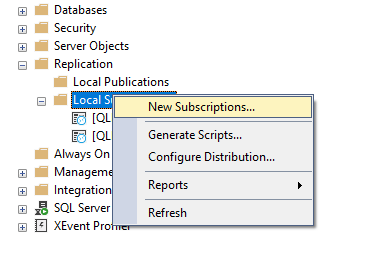 Databases
Security
Server Objects
Replication
Local Publications
Local S
New Subscriptions...
[QL
Generate Scripts...
[QL
Configure Distribution...
Always On
Management
Reports
Integration
SQL Server
Refresh
XEvent Profiler